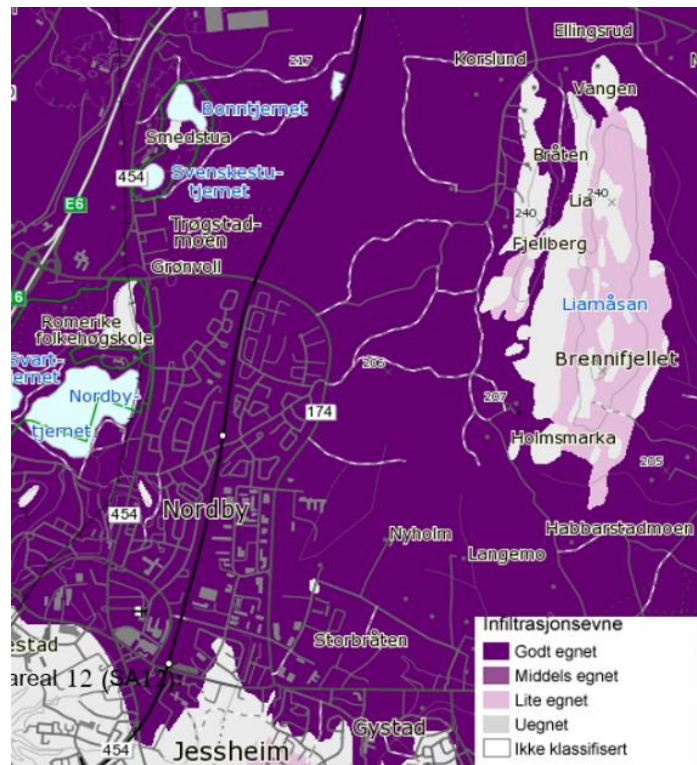 Ellingsrud
Korslund
217
Vangen
Bonntjernet
Smedstua
Bråten
454
Svenskestu-
tjernet
E6
Lia
240
240
Trøgstad-
moen
Fjellberg
Grønvoll
6
Liamåsan
Romerike
folkehøgskole
Svart-
jernet
206
Brennifjellet
Nordby-
tjernet
207
174
Holmsmarka
205
454
Nordby
Nyholm
Habbarstadmoen
Langemo
Storbråten
estad
areal 12 (SA12)
Gystad
454
Jessheim
Infiltrasjonsevne
Godt egnet
Middels egnet
Lite egnet
Uegnet
Ikke klassifisert